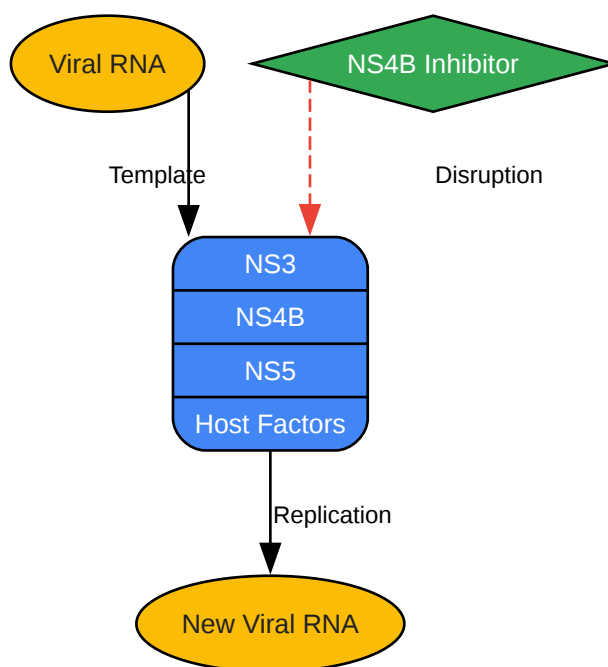 Viral RNA
NS4B Inhibitor
Template
Disruption
NS3
NS4B
NS5
Host Factors
Replication
New Viral RNA